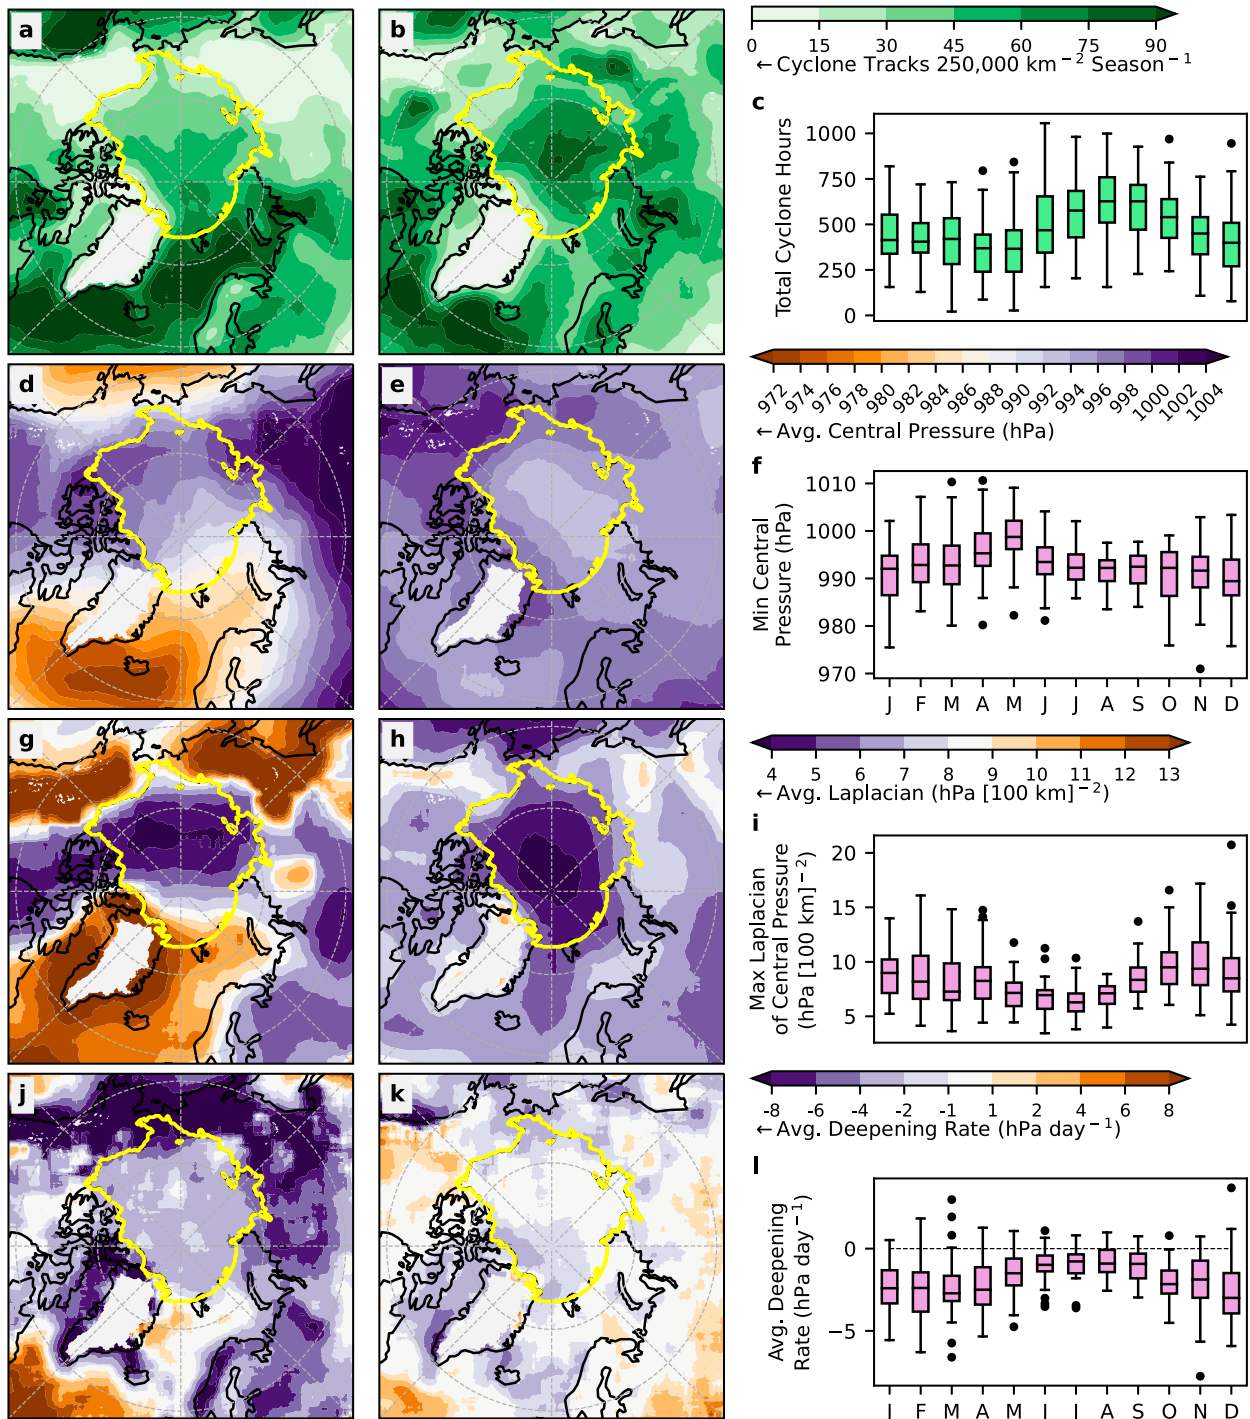 a
b
0 15 30 45 60 75 90
←Cyclone Tracks 250,000 km⁻² Season⁻¹
c
Total Cyclone Hours
1000
750
500
250
0
d
e
972 974 976 978 980 982 984 986 988 990 992 994 996 998 1000 1002 1004
←Avg. Central Pressure (hPa)
f
Min Central
Pressure (hPa)
1010
1000
990
980
970
J F M A M J J A S O N D
g
h
4 5 6 7 8 9 10 11 12 13
←Avg. Laplacian (hPa [100 km]⁻²)
i
Max Laplacian
of Central Pressure
(hPa [100 km]⁻²)
20
15
10
5
j
k
-8 -6 -4 -2 -1 1 2 4 6 8
←Avg. Deepening Rate (hPa day⁻¹)
l
Avg. Deepening
Rate (hPa day⁻¹)
0
−5
J F M A M J J A S O N D